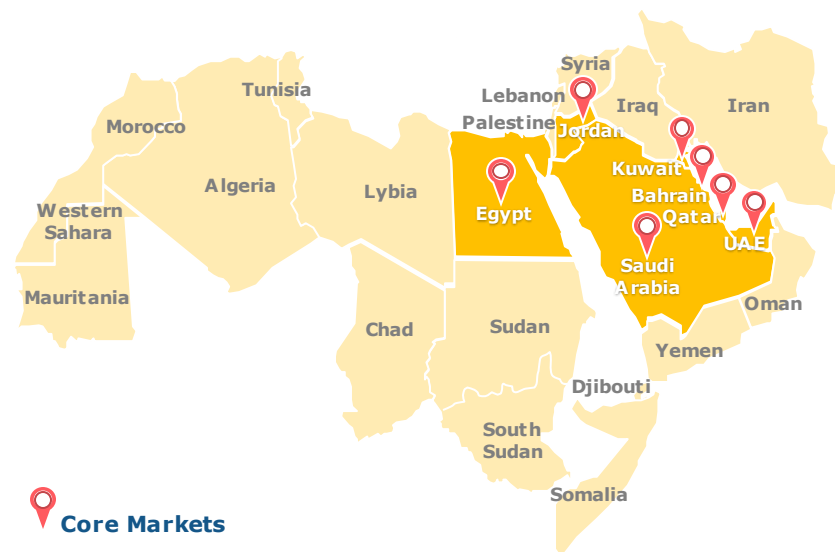 Syria
Tunisia
Lebanon
Iraq
Iran
Morocco
Palestine
Jordan
Kuwait
Algeria
Lybia
Bahrain
Western
Sahara
Egypt
Qatar
UAE
Saudi
Arabia
Mauritania
Oman
Chad
Sudan
Yemen
Djibouti
South
Sudan
Somalia
Core Markets